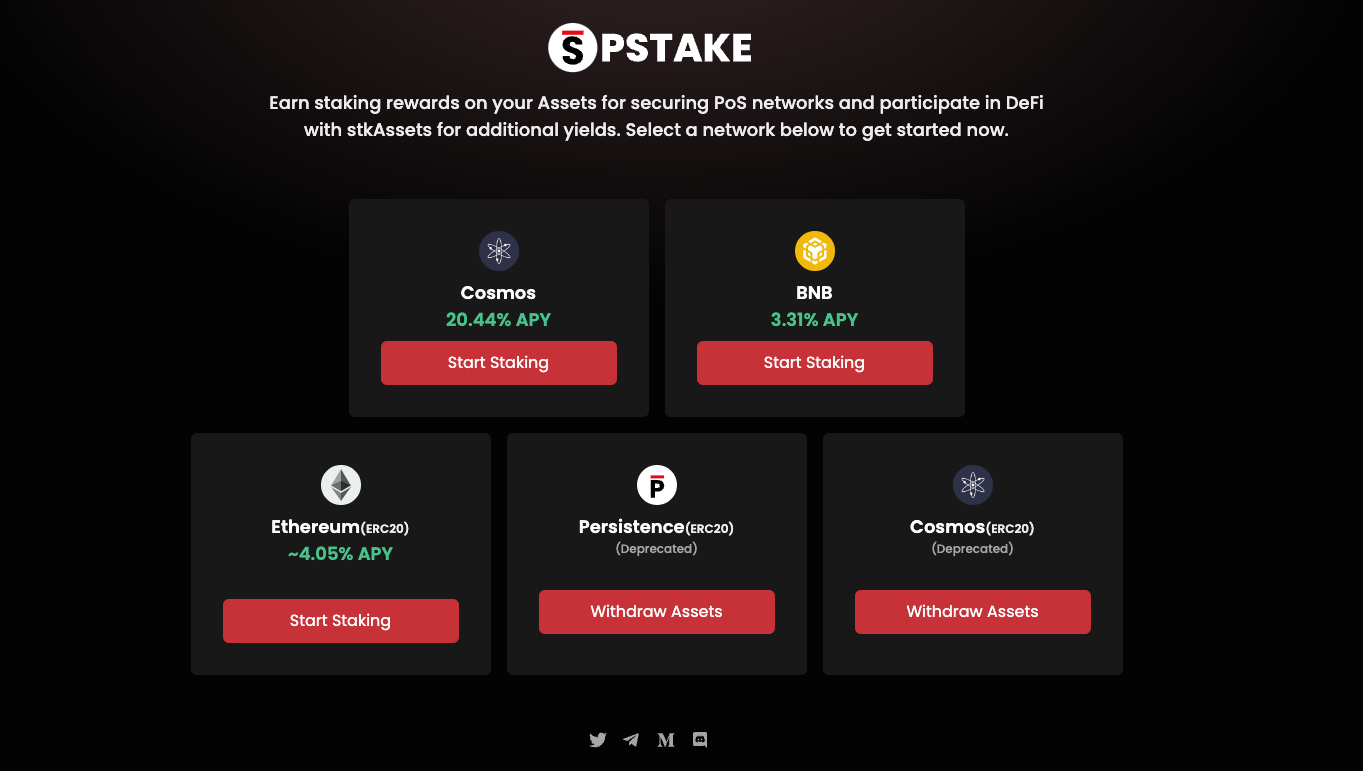 PSTAKE
Earn staking rewards on your Assets for securing PoS networks and participate in DeFi
with stkAssets for additional yields. Select a network below to get started now.
Cosmos
20.44% APY
Start Staking
BNB
3.31% APY
Start Staking
Ethereum(ERC20)
~4.05% APY
Start Staking
Persistence(ERC20)
(Deprecated)
Withdraw Assets
Cosmos(ERC20)
(Deprecated)
Withdraw Assets